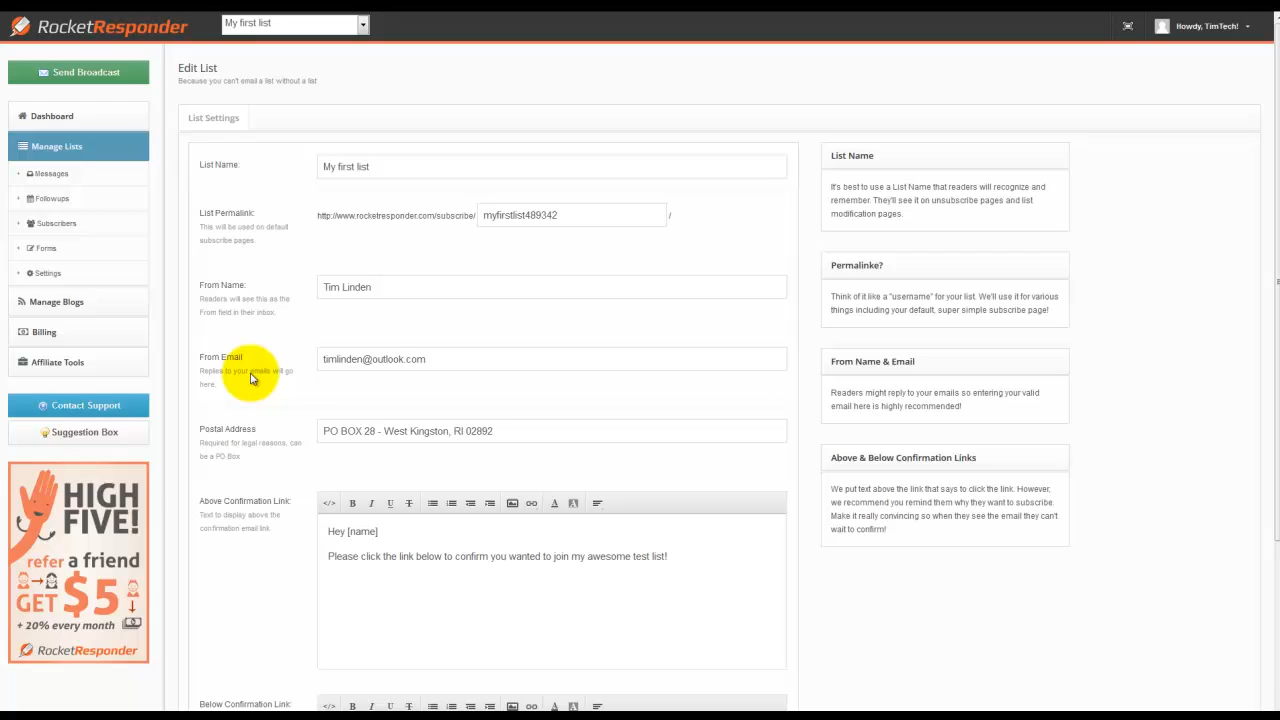 RocketResponder
My first list
Howdy, TimTech!
Send Broadcast
Dashboard
Manage Lists
Messages
Followups
Subscribers
Forms
Settings
Manage Blogs
Billing
Affiliate Tools
Contact Support
Suggestion Box
HIGH
FIVE!
refer a friend
GET $5
+ 20% every month
RocketResponder
Edit List
Because you can't email a list without a list
List Settings
List Name:
My first list
List Permalink:
This will be used on default
subscribe pages.
http://www.rocketresponder.com/subscribe/
myfirstlist489342
/
From Name:
Readers will see this as the
From field in their inbox.
Tim Linden
From Email
Replies to your emails will go
here.
timlinden@outlook.com
Postal Address
Required for legal reasons, can
be a PO Box
PO BOX 28 - West Kingston, RI 02892
Above Confirmation Link:
Text to display above the
confirmation email link.
</> B I U T A A
Hey [name]
Please click the link below to confirm you wanted to join my awesome test list!
Below Confirmation Link:
</> B I U T A A
List Name
It's best to use a List Name that readers will recognize and
remember. They'll see it on unsubscribe pages and list
modification pages.
Permalinke?
Think of it like a "username" for your list. We'll use it for various
things including your default, super simple subscribe page!
From Name & Email
Readers might reply to your emails so entering your valid
email here is highly recommended!
Above & Below Confirmation Links
We put text above the link that says to click the link. However,
we recommend you remind them why they want to subscribe.
Make it really convincing so when they see the email they can't
wait to confirm!